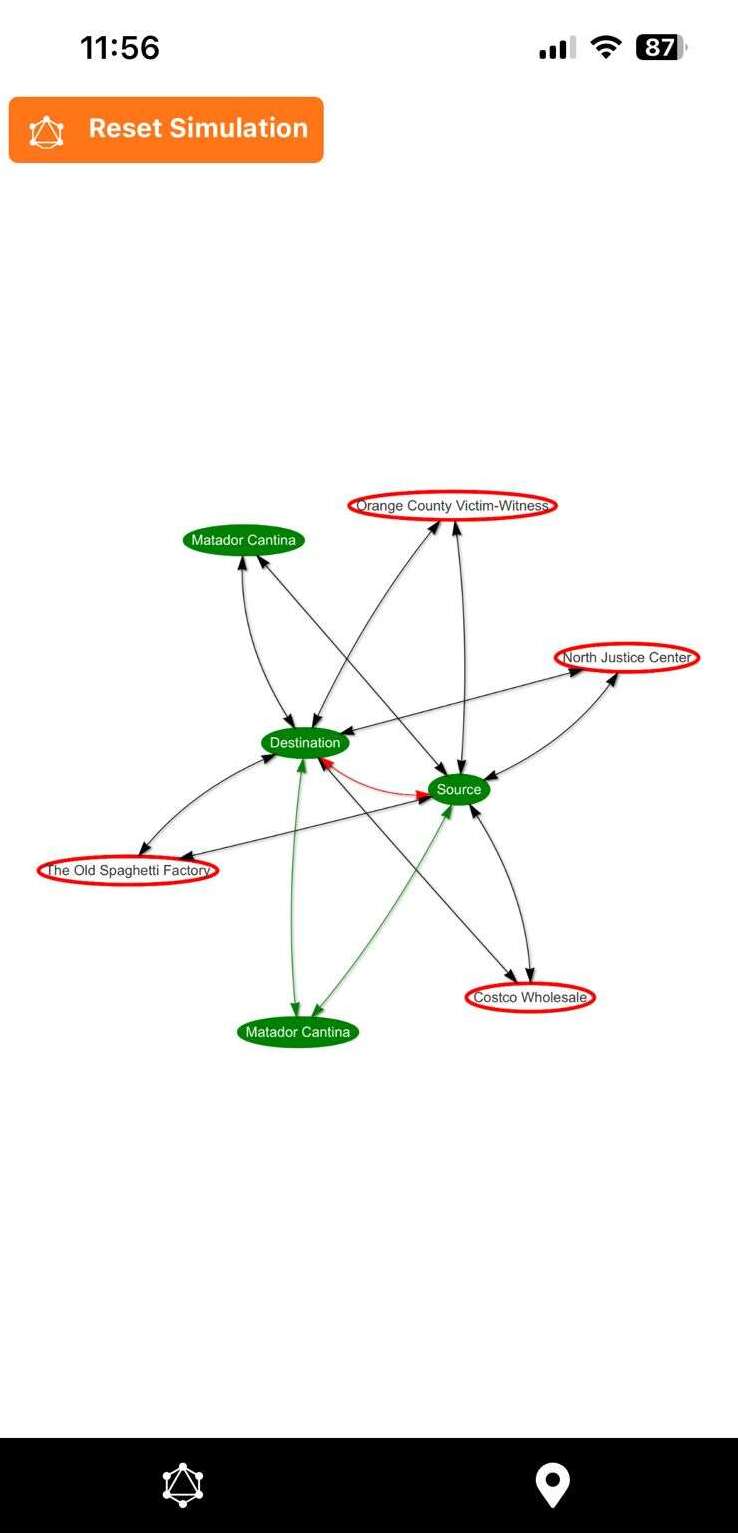 11:56
87
Reset Simulation
Orange County Victim-Witness
Matador Cantina
North Justice Center
Destination
Source
The Old Spaghetti Factory
Costco Wholesale
Matador Cantina